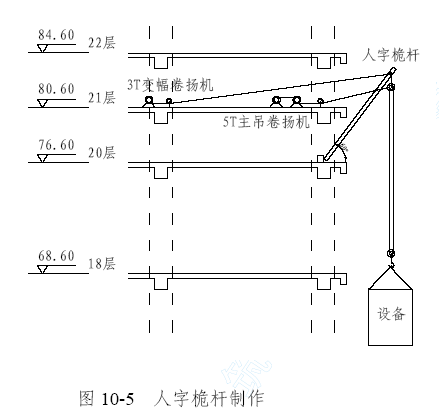 84.60 22层
人字桅杆
80.60 21层 3T变幅卷扬机
5T主吊卷扬机
76.60 20层
68.60 18层
设备
图 10-5 人字桅杆制作